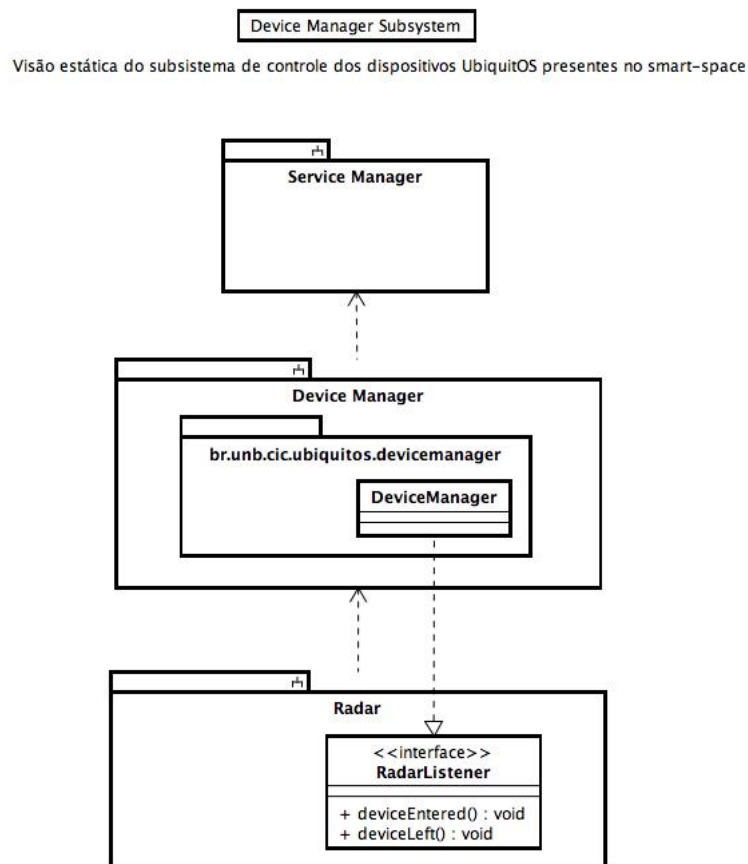 Device Manager Subsystem
Visão estática do subsistema de controle dos dispositivos UbiquitOS presentes no smart-space
Service Manager
Device Manager
br.unb.cic.ubiquitos.devicemanager
DeviceManager
Radar
<<interface>>
RadarListener
+ deviceEntered() : void
+ deviceLeft() : void